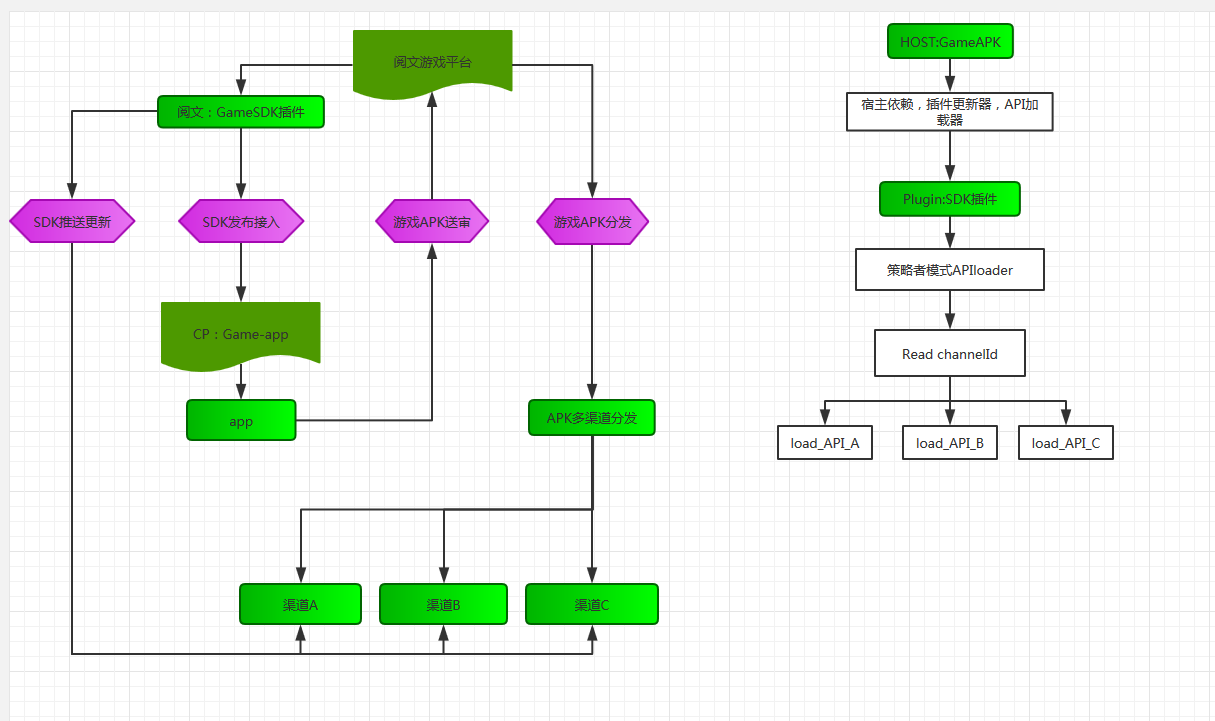 阅文游戏平台
阅文：GameSDK插件
SDK推送更新
SDK发布接入
游戏APK送审
游戏APK分发
CP：Game-app
app
APK多渠道分发
渠道A
渠道B
渠道C
HOST:GameAPK
宿主依赖，插件更新器，API加
载器
Plugin:SDK插件
策略者模式APIloader
Read channelId
load_API_A
load_API_B
load_API_C